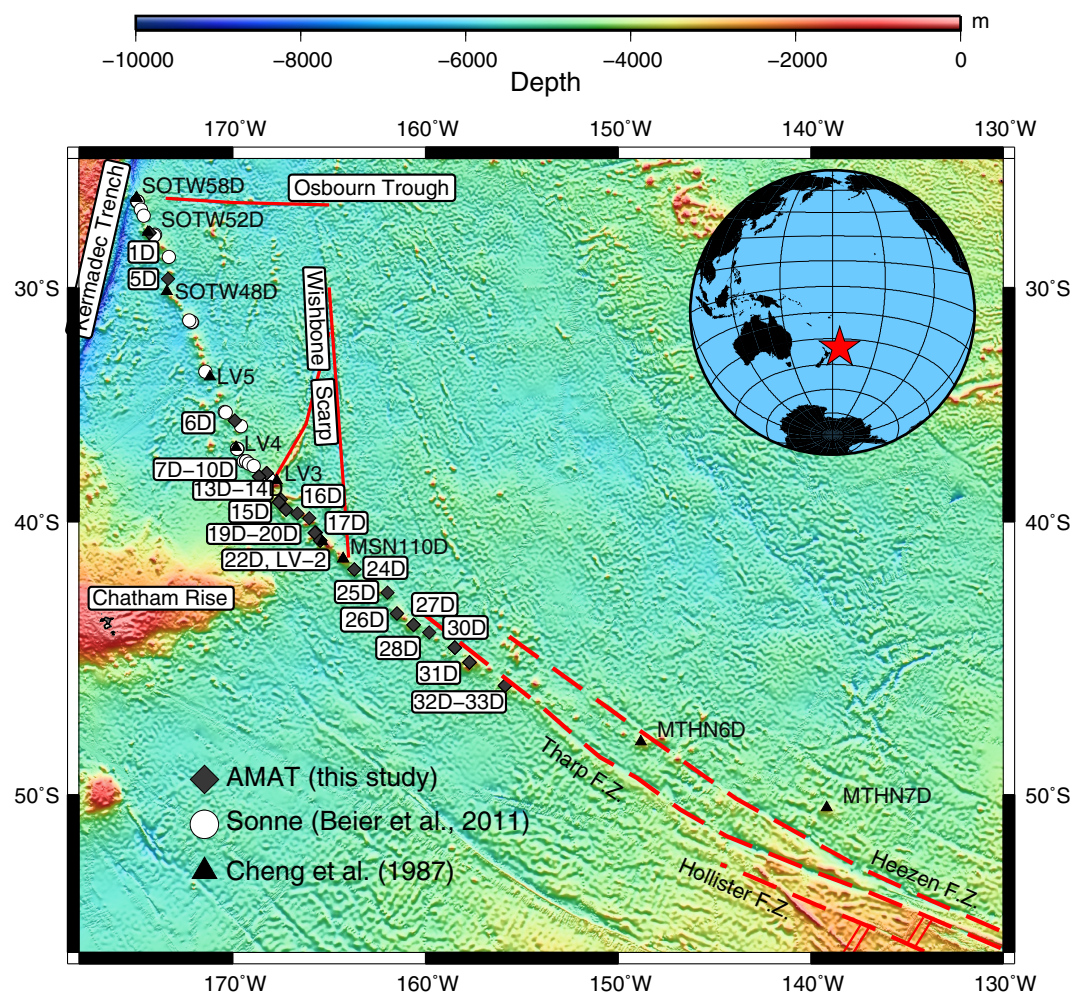 m
−10000 −8000 −6000 −4000 −2000 0
Depth
170˚W 160˚W 150˚W 140˚W 130˚W
Kermadec Trench
SOTW58D
Osbourn Trough
SOTW52D
1D
5D
SOTW48D
30˚S 30˚S
Wishbone
Scarp
LV5
6D
LV4
7D−10D
LV3
13D−14D
16D
15D
17D
19D−20D
40˚S 40˚S
MSN110D
22D, LV−2
24D
25D
Chatham Rise
27D
26D
30D
28D
31D
32D−33D
MTHN6D
Tharp F.Z.
MTHN7D
50˚S 50˚S
Heezen F.Z.
Hollister F.Z.
AMAT (this study)
Sonne (Beier et al., 2011)
Cheng et al. (1987)
170˚W 160˚W 150˚W 140˚W 130˚W